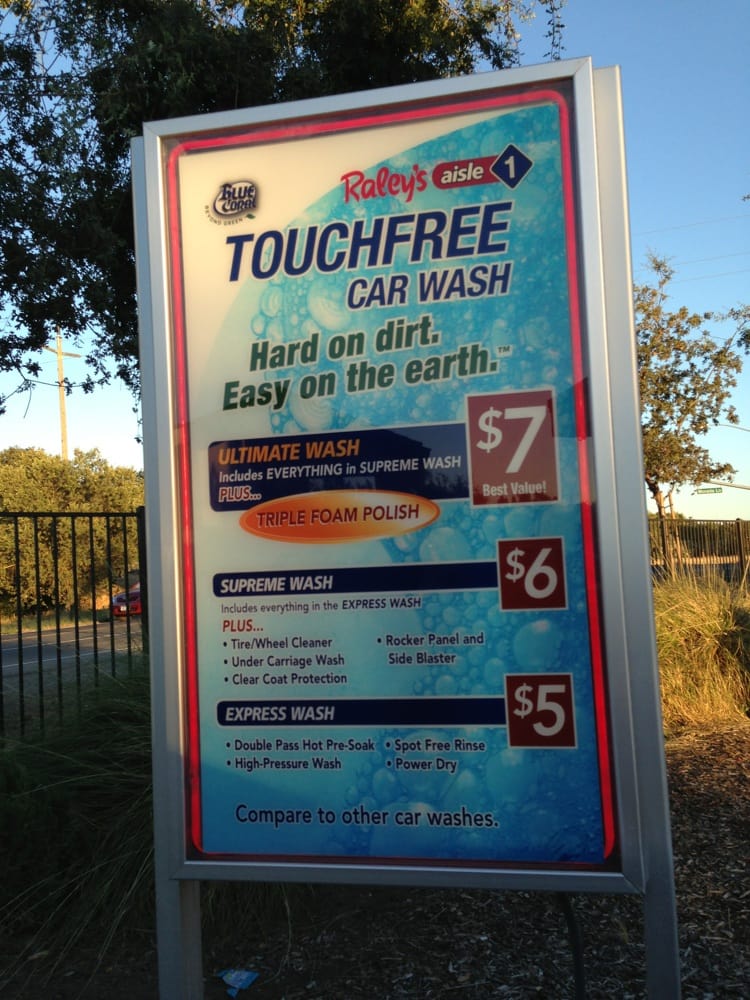 BLUE CORAL
BEYOND GREEN
Raley's aisle 1
TOUCHFREE
CAR WASH
Hard on dirt.
Easy on the earth.™
ULTIMATE WASH
Includes EVERYTHING in SUPREME WASH
PLUS...
TRIPLE FOAM POLISH
$7
Best Value!
SUPREME WASH
$6
Includes everything in the EXPRESS WASH
PLUS...
• Tire/Wheel Cleaner
• Under Carriage Wash
• Clear Coat Protection
• Rocker Panel and
Side Blaster
EXPRESS WASH
$5
• Double Pass Hot Pre-Soak
• High-Pressure Wash
• Spot Free Rinse
• Power Dry
Compare to other car washes.